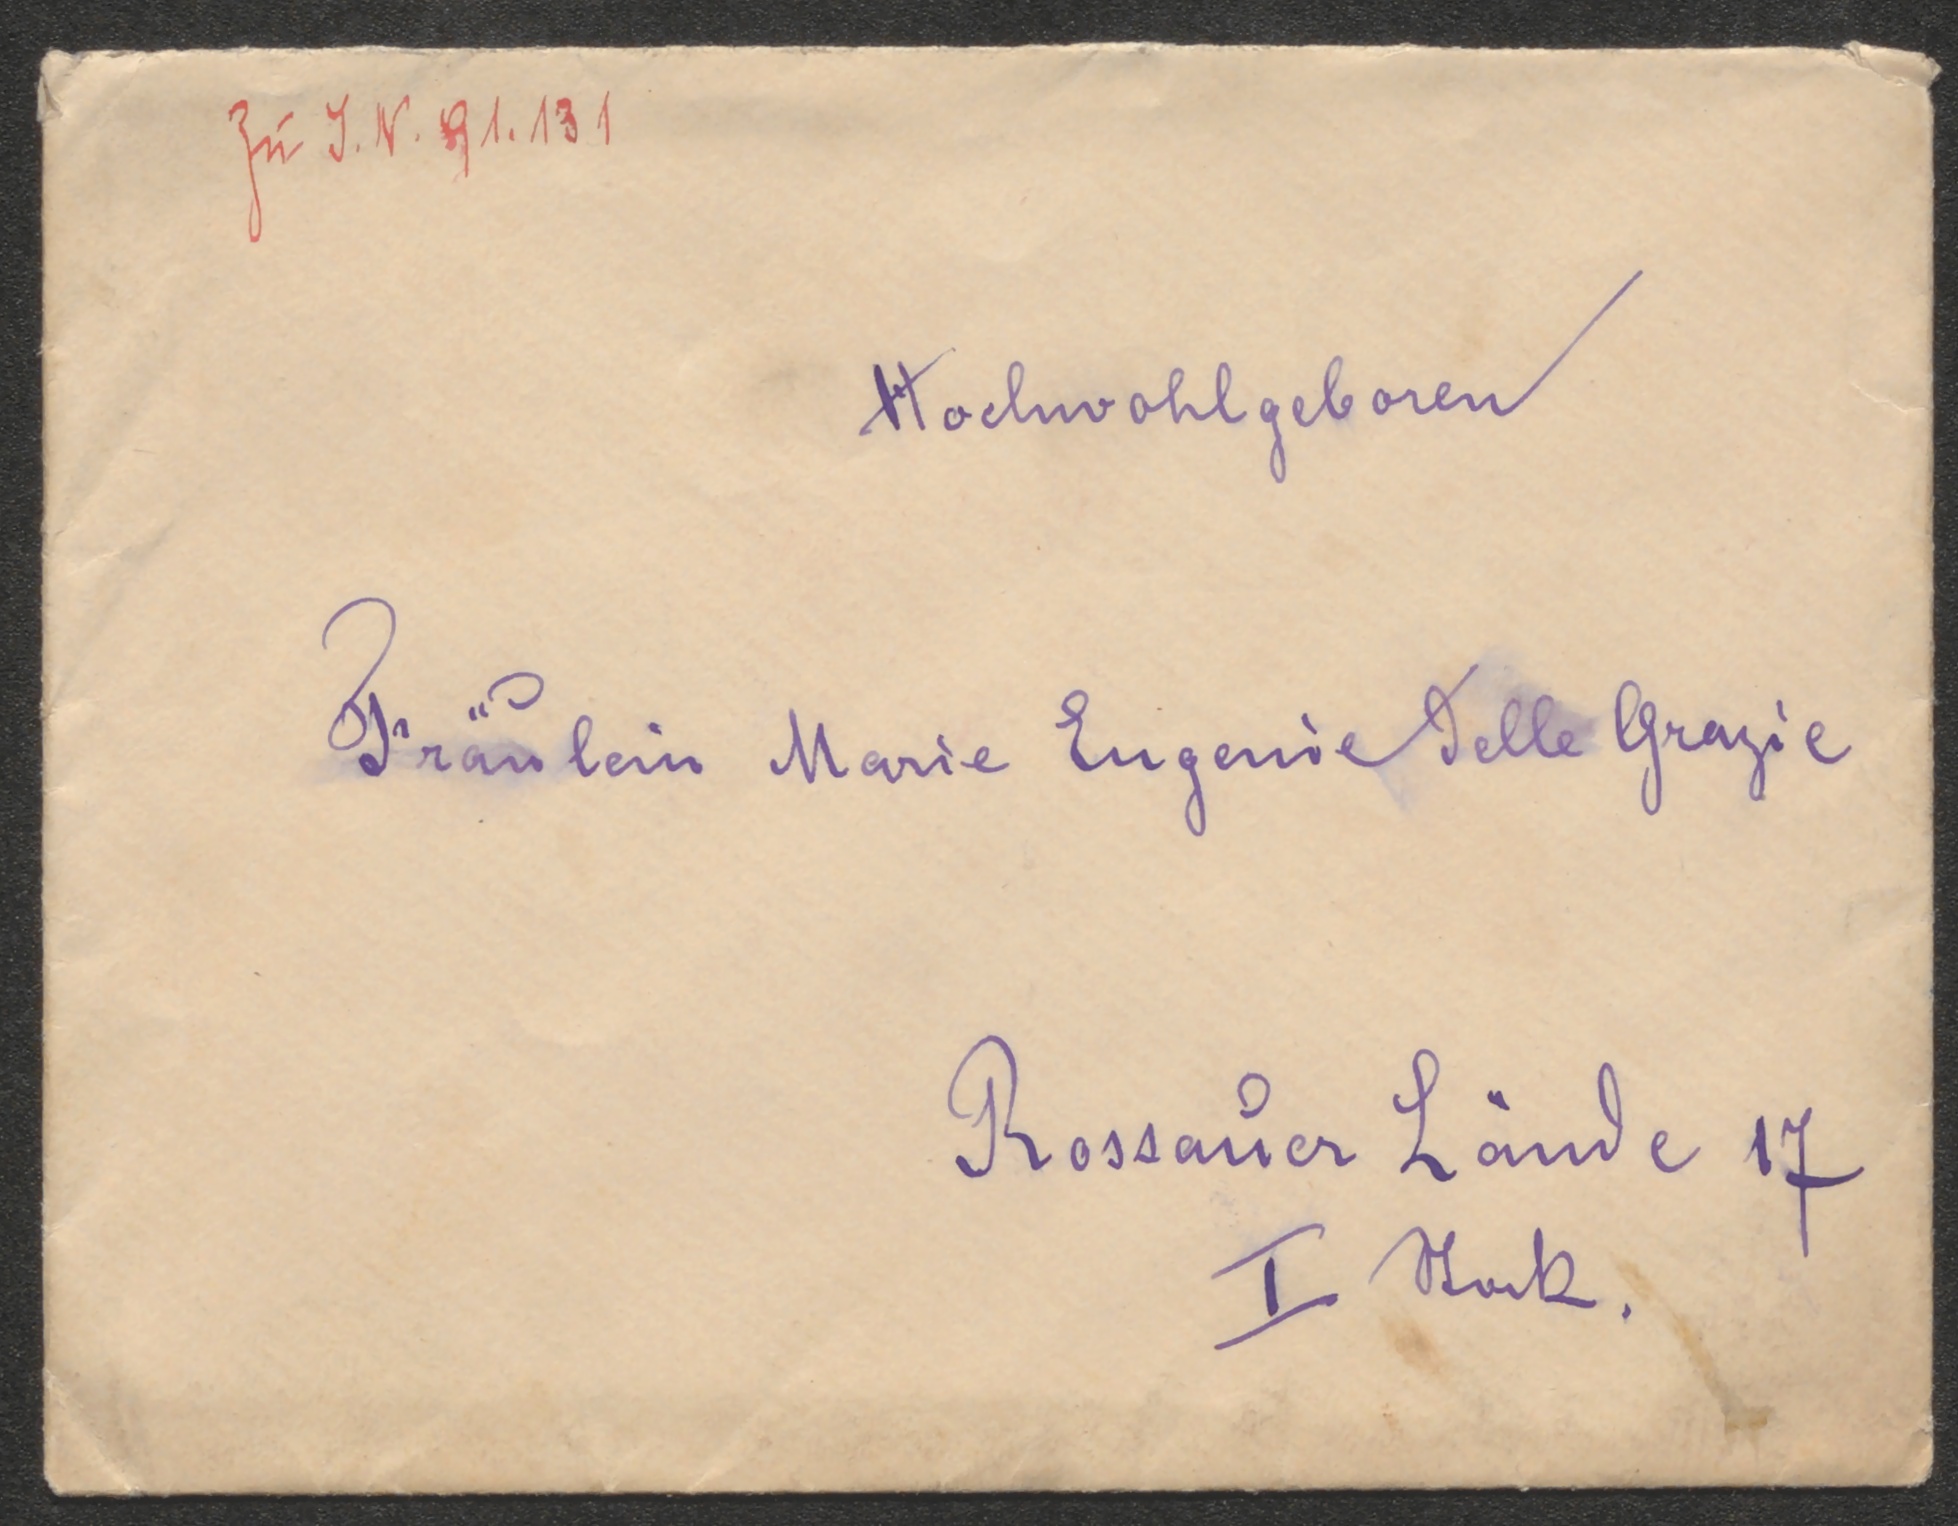 Zu I.N. 91.131
Hochwohlgeboren
Fräulein Marie Eugenie Delle Grazie
Rossauer Lände 17
I Stock.